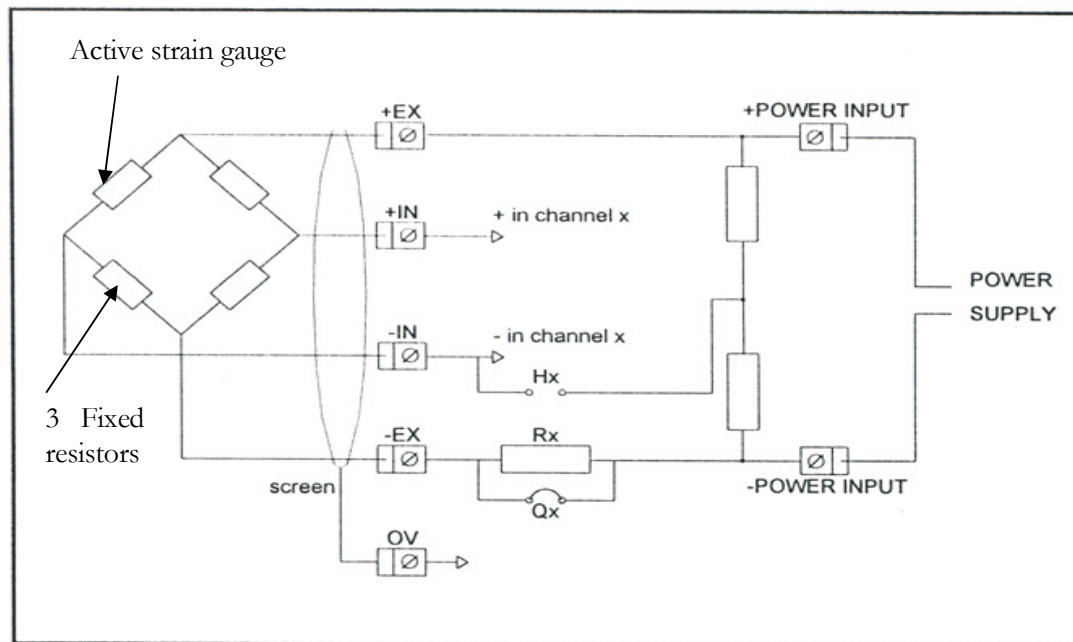 Active strain gauge
+EX
+POWER INPUT
+IN
+ in channel x
POWER
SUPPLY
-IN
- in channel x
Hx
3 Fixed
resistors
-EX
Rx
screen
Qx
-POWER INPUT
OV